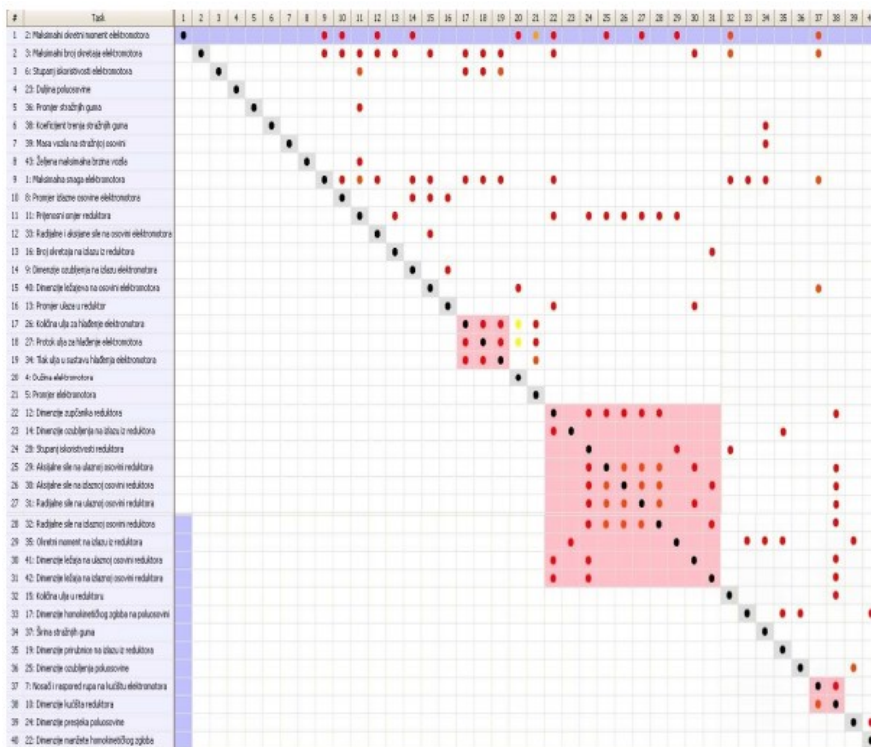 # Task 1 2 3 4 5 6 7 8 9 10 11 12 13 14 15 16 17 18 19 20 21 22 23 24 25 26 27 28 29 30 31 32 33 34 35 36 37 38 39
1 2: Maksimalni okretni moment elektromotora
2 3: Maksimalni broj okretaja elektromotora
3 6: Stupanj iskoristivosti elektromotora
4 23: Duljina poluosovine
5 36: Promjer stražnjih guma
6 38: Koeficijent trenja stražnjih guma
7 39: Masa vozila na stražnjoj osovini
8 43: Željena maksimalna brzina vozila
9 1: Maksimalna snaga elektromotora
10 8: Promjer izlazne osovine elektromotora
11 11: Prijenosni omjer reduktora
12 33: Radijalne i aksijalne sile na osovini elektromotora
13 16: Broj okretaja na izlazu iz reduktora
14 9: Dimenzije ozubljenja na izlazu elektromotora
15 40: Dimenzije ležajeva na osovini elektromotora
16 13: Promjer ulaza u reduktor
17 26: Količina ulja za hlađenje elektromotora
18 27: Protok ulja za hlađenje elektromotora
19 34: Tlak ulja u sustavu hlađenja elektromotora
20 4: Dužina elektromotora
21 5: Promjer elektromotora
22 12: Dimenzije zupčanika reduktora
23 14: Dimenzije ozubljenja na izlazu iz reduktora
24 28: Stupanj iskoristivosti reduktora
25 29: Aksijalne sile na ulaznoj osovini reduktora
26 30: Aksijalne sile na izlaznoj osovini reduktora
27 31: Radijalne sile na ulaznoj osovini reduktora
28 32: Radijalne sile na izlaznoj osovini reduktora
29 35: Okretni moment na izlazu iz reduktora
30 41: Dimenzije ležaja na ulaznoj osovini reduktora
31 42: Dimenzije ležaja na izlaznoj osovini reduktora
32 15: Količina ulja u reduktoru
33 17: Dimenzije homokinetičkog zgloba na poluosovini
34 37: Širina stražnjih guma
35 19: Dimenzije prirubnice na izlazu iz reduktora
36 25: Dimenzije ozubljenja poluosovine
37 7: Nosači i raspored rupa na kućištu elektromotora
38 10: Dimenzije kućišta reduktora
39 24: Dimenzije presjeka poluosovine
40 22: Dimenzije manžete homokinetičkog zgloba